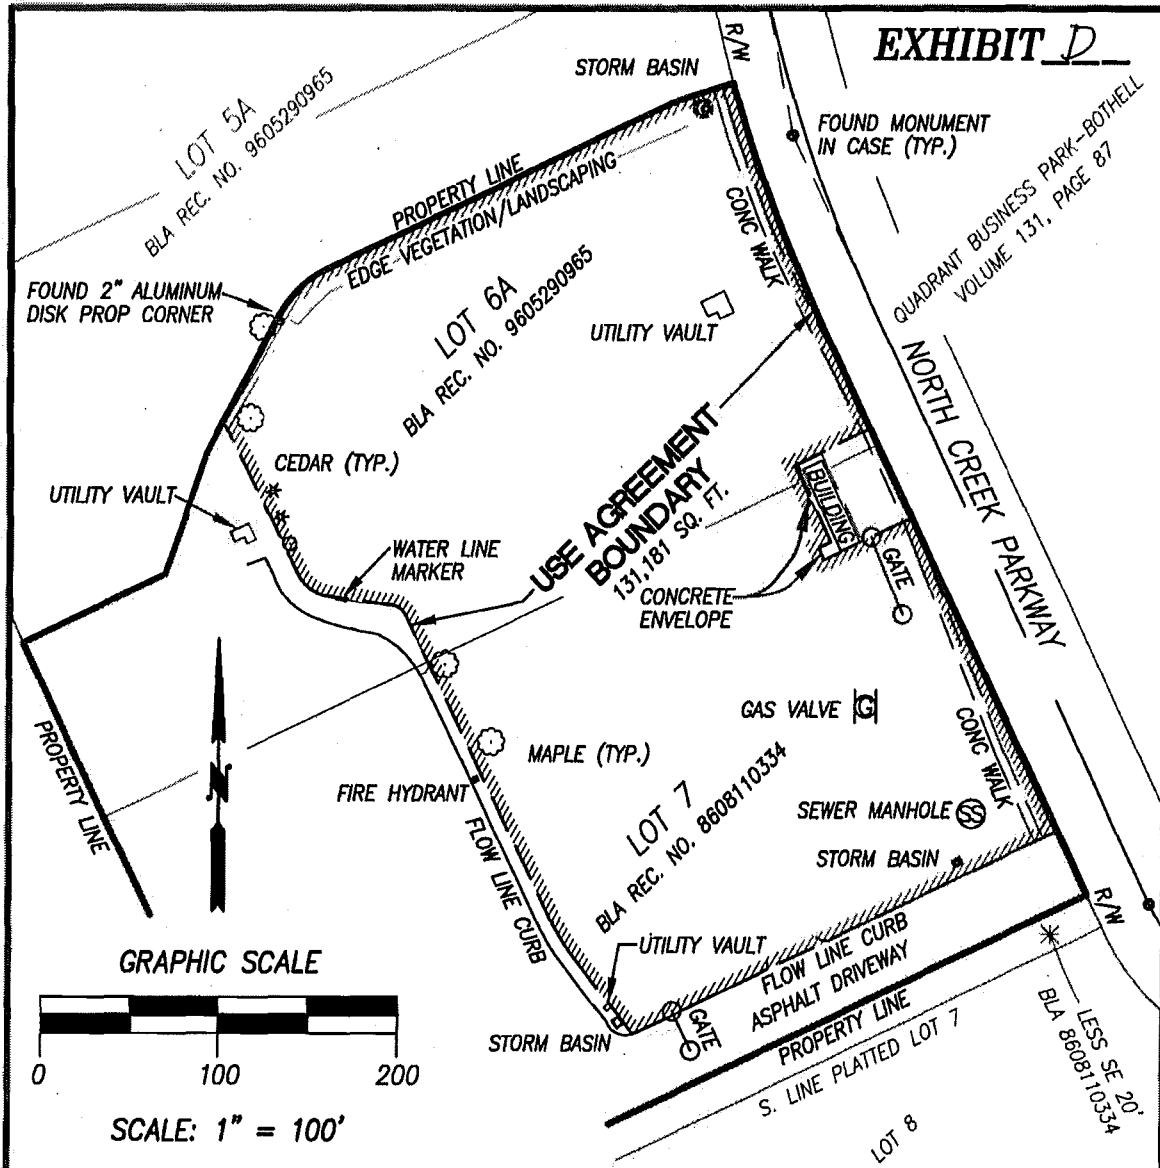 EXHIBIT D
R/W
STORM BASIN
LOT 5A
BLA REC. NO. 9605290965
FOUND MONUMENT
IN CASE (TYP.)
QUADRANT BUSINESS PARK-BOTHELL
VOLUME 131, PAGE 87
PROPERTY LINE
EDGE VEGETATION/LANDSCAPING
CONC WALK
FOUND 2" ALUMINUM
DISK PROP CORNER
LOT 6A
BLA REC. NO. 9605290965
UTILITY VAULT
NORTH CREEK PARKWAY
CEDAR (TYP.)
UTILITY VAULT
USE AGREEMENT
BOUNDARY
131,181 SQ. FT.
BUILDING
GATE
WATER LINE
MARKER
CONCRETE
ENVELOPE
PROPERTY LINE
N
GAS VALVE G
CONC WALK
MAPLE (TYP.)
FIRE HYDRANT
FLOW LINE CURB
LOT 7
BLA REC. NO. 8608110334
SEWER MANHOLE SS
STORM BASIN
R/W
UTILITY VAULT
FLOW LINE CURB
ASPHALT DRIVEWAY
PROPERTY LINE
GATE
STORM BASIN
S. LINE PLATTED LOT 7
LESS SE 20'
BLA 8608110334
LOT 8
GRAPHIC SCALE
0 100 200
SCALE: 1" = 100'